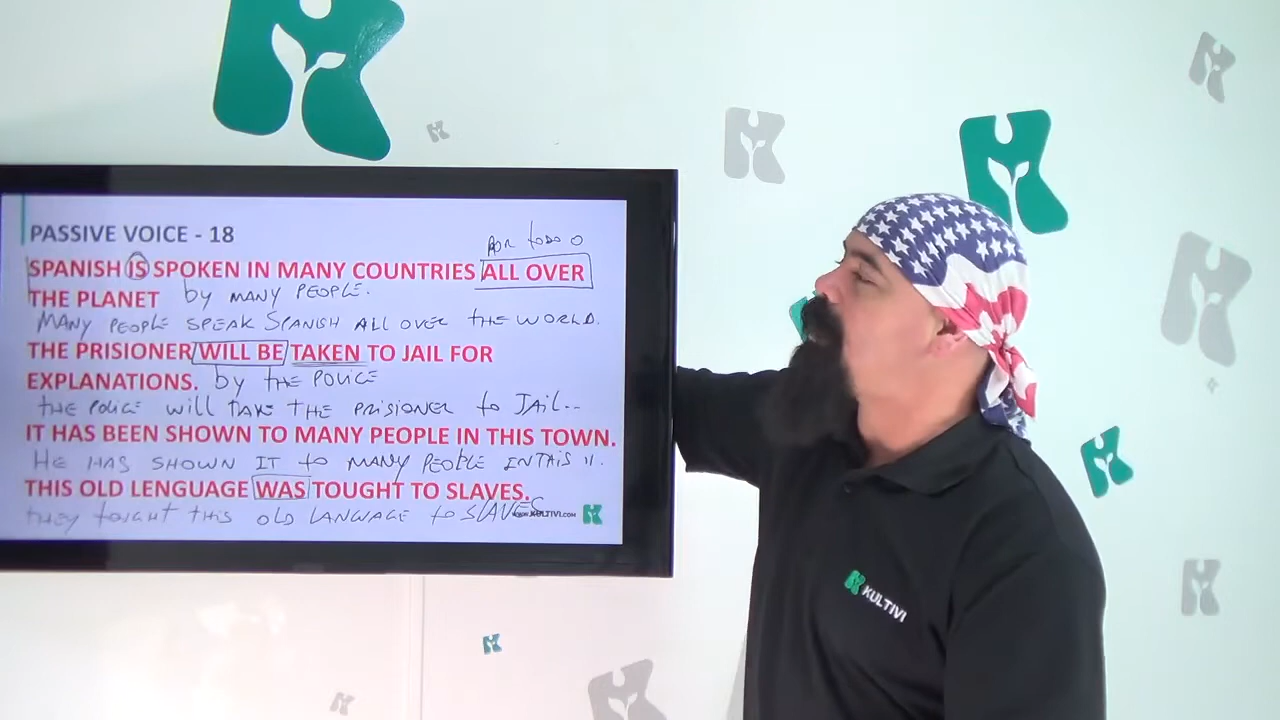 PASSIVE VOICE - 18
POR TODO O
SPANISH IS SPOKEN IN MANY COUNTRIES ALL OVER
THE PLANET by MANY PEOPLE.
MANY PEOPLE SPEAK SPANISH ALL OVER THE WORLD.
THE PRISIONER WILL BE TAKEN TO JAIL FOR
EXPLANATIONS. by THE POLICE
THE POLICE will TAKE THE PRISIONER to JAIL..
IT HAS BEEN SHOWN TO MANY PEOPLE IN THIS TOWN.
HE HAS SHOWN IT to MANY PEOPLE IN THIS 11.
THIS OLD LENGUAGE WAS TOUGHT TO SLAVES.
THEY TOUGHT THIS OLD LANGUAGE to SLAVES
WWW.KULTIVI.COM
KULTIVI